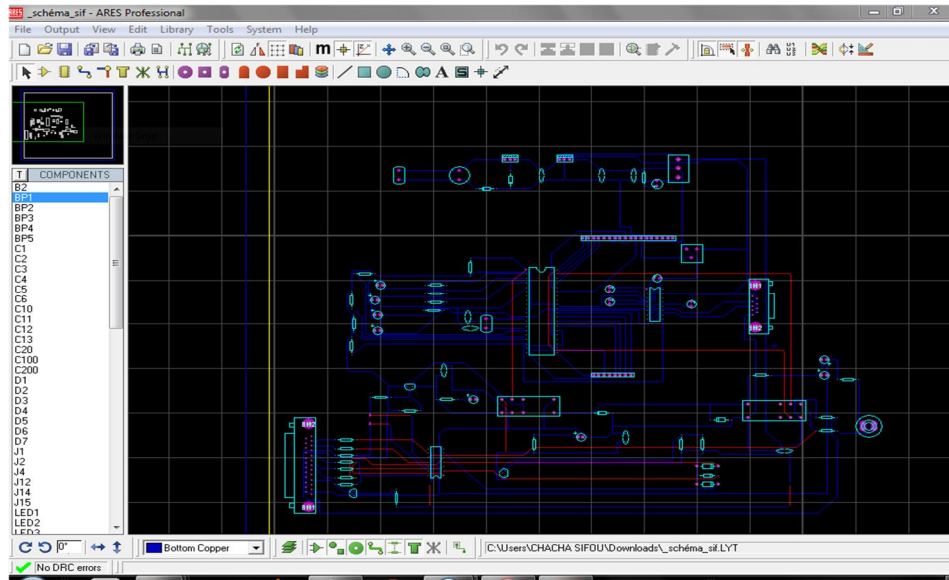 _schéma_sif - ARES Professional
File Output View Edit Library Tools System Help
T COMPONENTS
B2
BP1
BP2
BP3
BP4
BP5
C1
C2
C3
C4
C5
C6
C10
C11
C12
C13
C20
C100
C200
D1
D2
D3
D4
D5
D6
D7
J1
J2
J4
J12
J14
J15
LED1
LED2
LED3
0° Bottom Copper C:\Users\CHACHA SIFOU\Downloads\_schéma_sif.LYT
No DRC errors